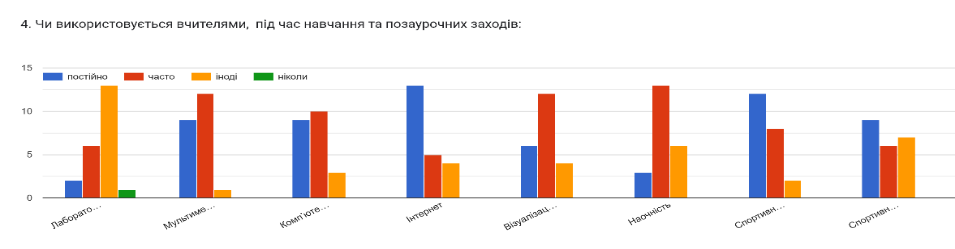 4. Чи використовується вчителями, під час навчання та позаурочних заходів:
15
постійно часто іноді ніколи
10
5
0
Лаборато... Мультиме... Комп'юте... Інтернет Візуалізац... Наочність Спортивн... Спортивн...